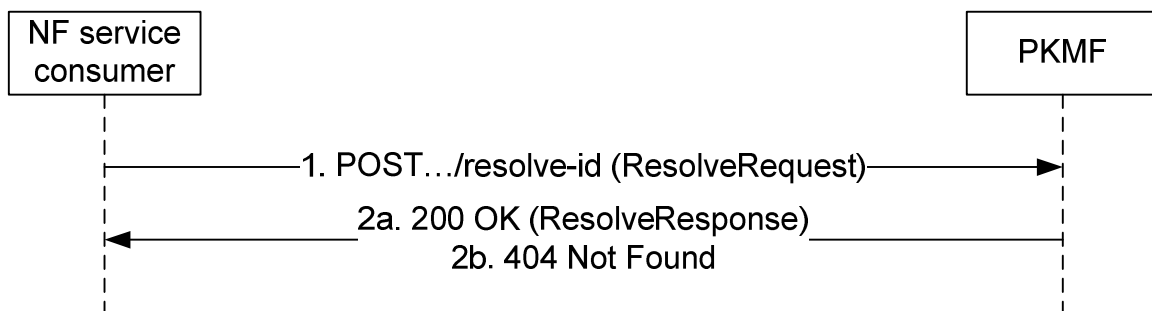 NF service
consumer
PKMF
1. POST…/resolve-id (ResolveRequest)
2a. 200 OK (ResolveResponse)
2b. 404 Not Found